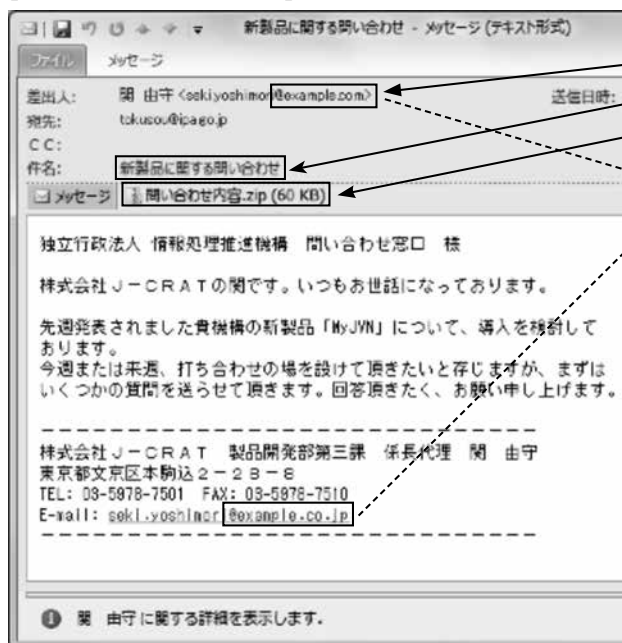 新製品に関する問い合わせ - メッセージ (テキスト形式)
ファイル メッセージ
差出人: 関 由守 <sekiyoshimori@example.com> 送信日時:
宛先: tokusou@ipa.go.jp
CC:
件名: 新製品に関する問い合わせ
メッセージ 問い合わせ内容.zip (60 KB)
独立行政法人 情報処理推進機構 問い合わせ窓口 様
株式会社J-CRATの関です。いつもお世話になっております。
先週発表されました貴機構の新製品「MyJVN」について、導入を検討して
おります。
今週または来週、打ち合わせの場を設けて頂きたいと存じますが、まずは
いくつかの質問を送らせて頂きます。回答頂きたく、お願い申し上げます。
株式会社J-CRAT 製品開発部第三課 係長代理 関 由守
東京都文京区本駒込2-28-8
TEL: 03-5978-7501 FAX: 03-5978-7510
E-mail: seki.yoshimori@example.co.jp
関 由守 に関する詳細を表示します。